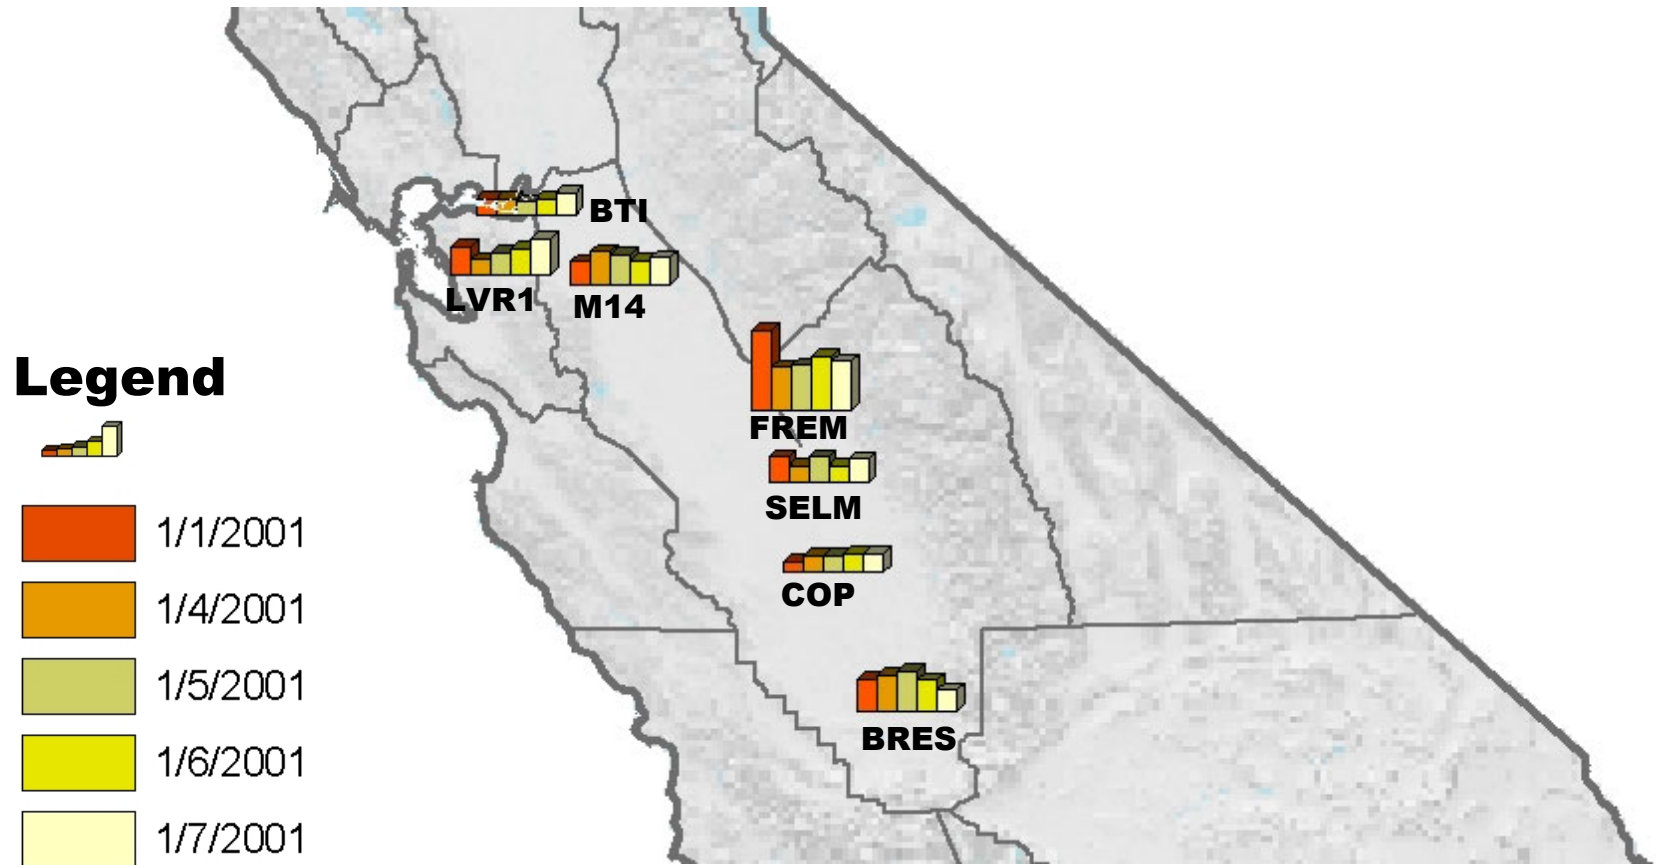 BTI
LVR1
M14
Legend
FREM
SELM
1/1/2001
COP
1/4/2001
1/5/2001
BRES
1/6/2001
1/7/2001